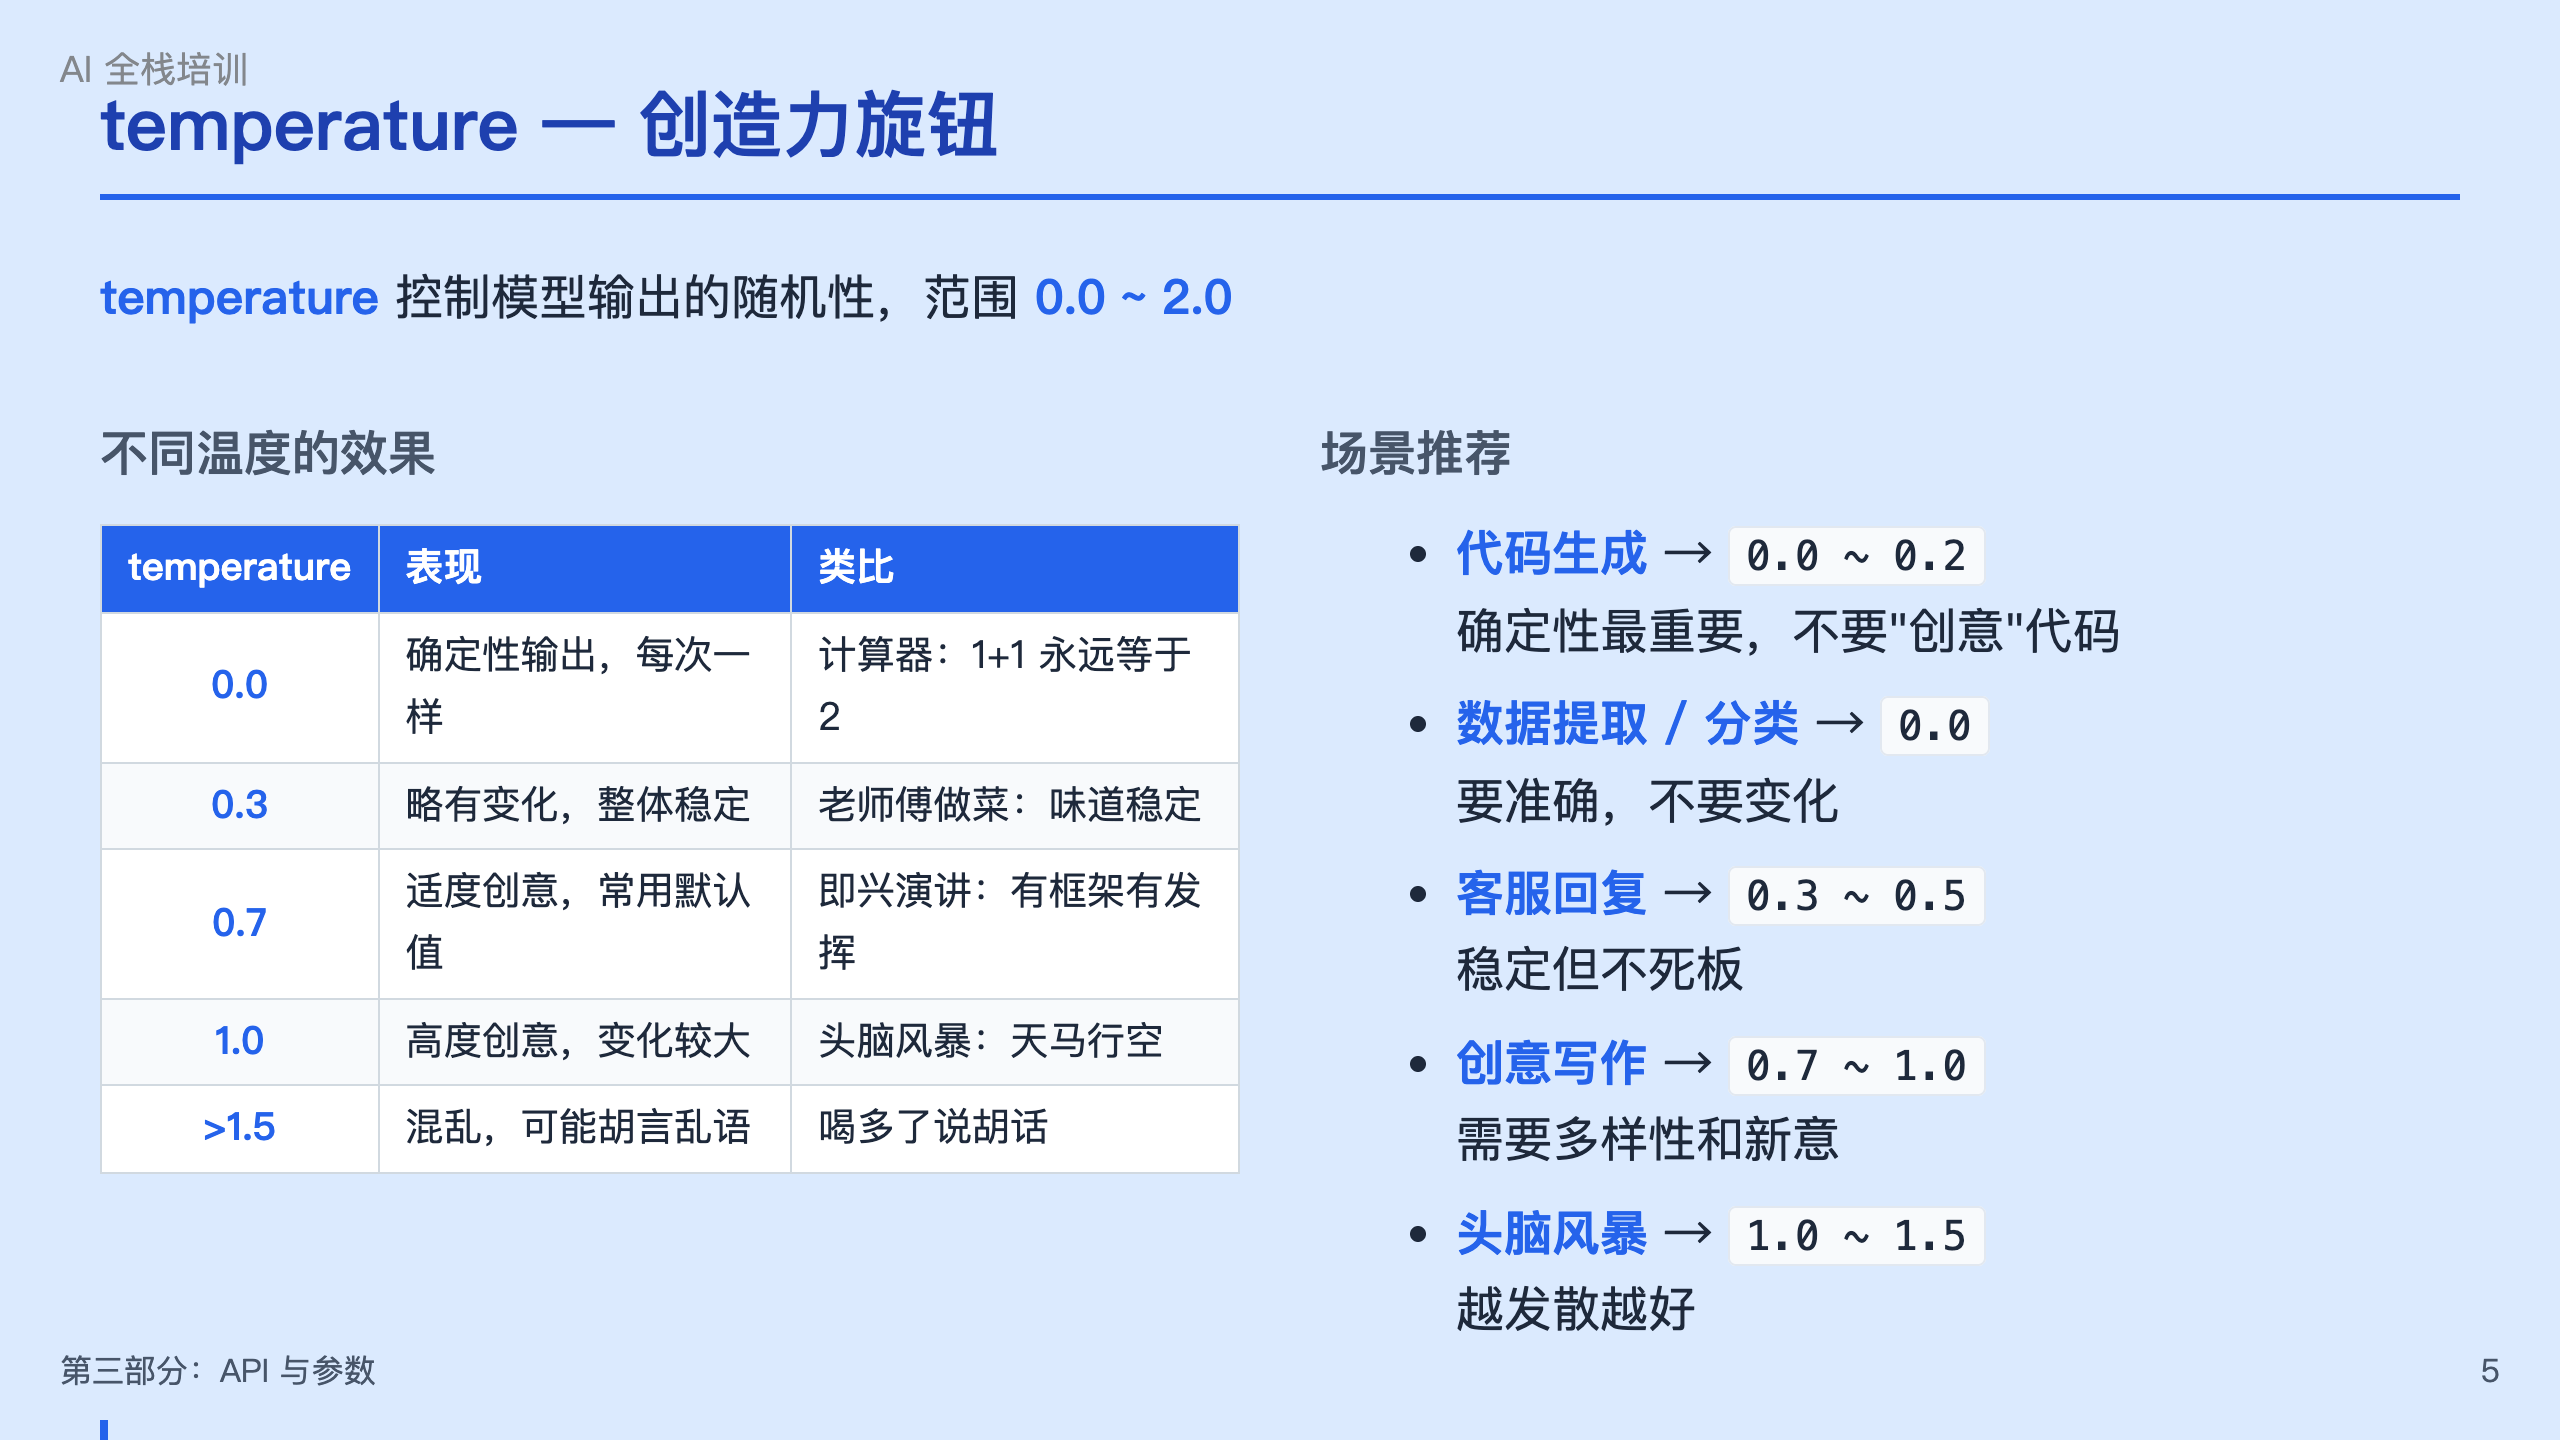 AI 全栈培训
temperature — 创造力旋钮
temperature 控制模型输出的随机性，范围 0.0 ~ 2.0
不同温度的效果
temperature 表现 类比
0.0 确定性输出，每次一样 计算器：1+1 永远等于 2
0.3 略有变化，整体稳定 老师傅做菜：味道稳定
0.7 适度创意，常用默认值 即兴演讲：有框架有发挥
1.0 高度创意，变化较大 头脑风暴：天马行空
>1.5 混乱，可能胡言乱语 喝多了说胡话
场景推荐
• 代码生成 → 0.0 ~ 0.2
确定性最重要，不要"创意"代码
• 数据提取 / 分类 → 0.0
要准确，不要变化
• 客服回复 → 0.3 ~ 0.5
稳定但不死板
• 创意写作 → 0.7 ~ 1.0
需要多样性和新意
• 头脑风暴 → 1.0 ~ 1.5
越发散越好
第三部分：API 与参数
5